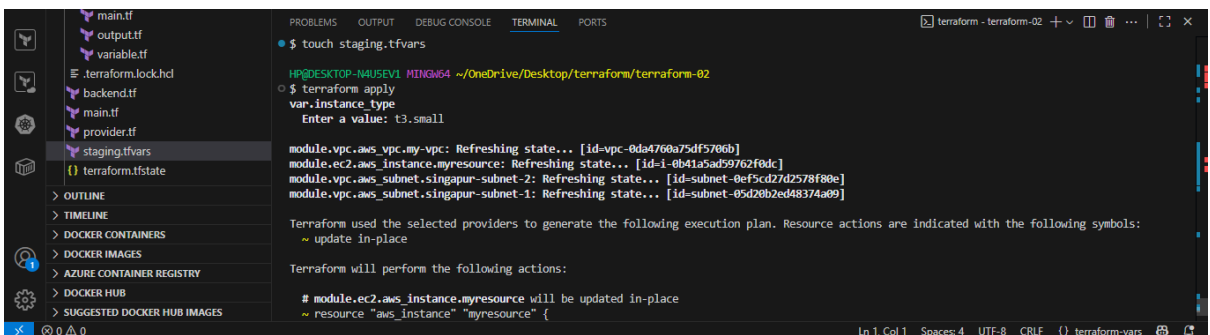 main.tf
output.tf
variable.tf
.terraform.lock.hcl
backend.tf
main.tf
provider.tf
staging.tfvars
{} terraform.tfstate
> OUTLINE
> TIMELINE
> DOCKER CONTAINERS
> DOCKER IMAGES
> AZURE CONTAINER REGISTRY
> DOCKER HUB
> SUGGESTED DOCKER HUB IMAGES
1
PROBLEMS OUTPUT DEBUG CONSOLE TERMINAL PORTS
terraform - terraform-02
$ touch staging.tfvars
HP@DESKTOP-N4U5EV1 MINGW64 ~/OneDrive/Desktop/terraform/terraform-02
$ terraform apply
var.instance_type
Enter a value: t3.small
module.vpc.aws_vpc.my-vpc: Refreshing state... [id=vpc-0da4760a75df5706b]
module.ec2.aws_instance.myresource: Refreshing state... [id=i-0b41a5ad59762f0dc]
module.vpc.aws_subnet.singapur-subnet-2: Refreshing state... [id=subnet-0ef5cd27d2578f80e]
module.vpc.aws_subnet.singapur-subnet-1: Refreshing state... [id=subnet-05d20b2ed48374a09]
Terraform used the selected providers to generate the following execution plan. Resource actions are indicated with the following symbols:
~ update in-place
Terraform will perform the following actions:
# module.ec2.aws_instance.myresource will be updated in-place
~ resource "aws_instance" "myresource" {
0 0 0 Ln 1, Col 1 Spaces: 4 UTF-8 CRLF {} terraform-vars